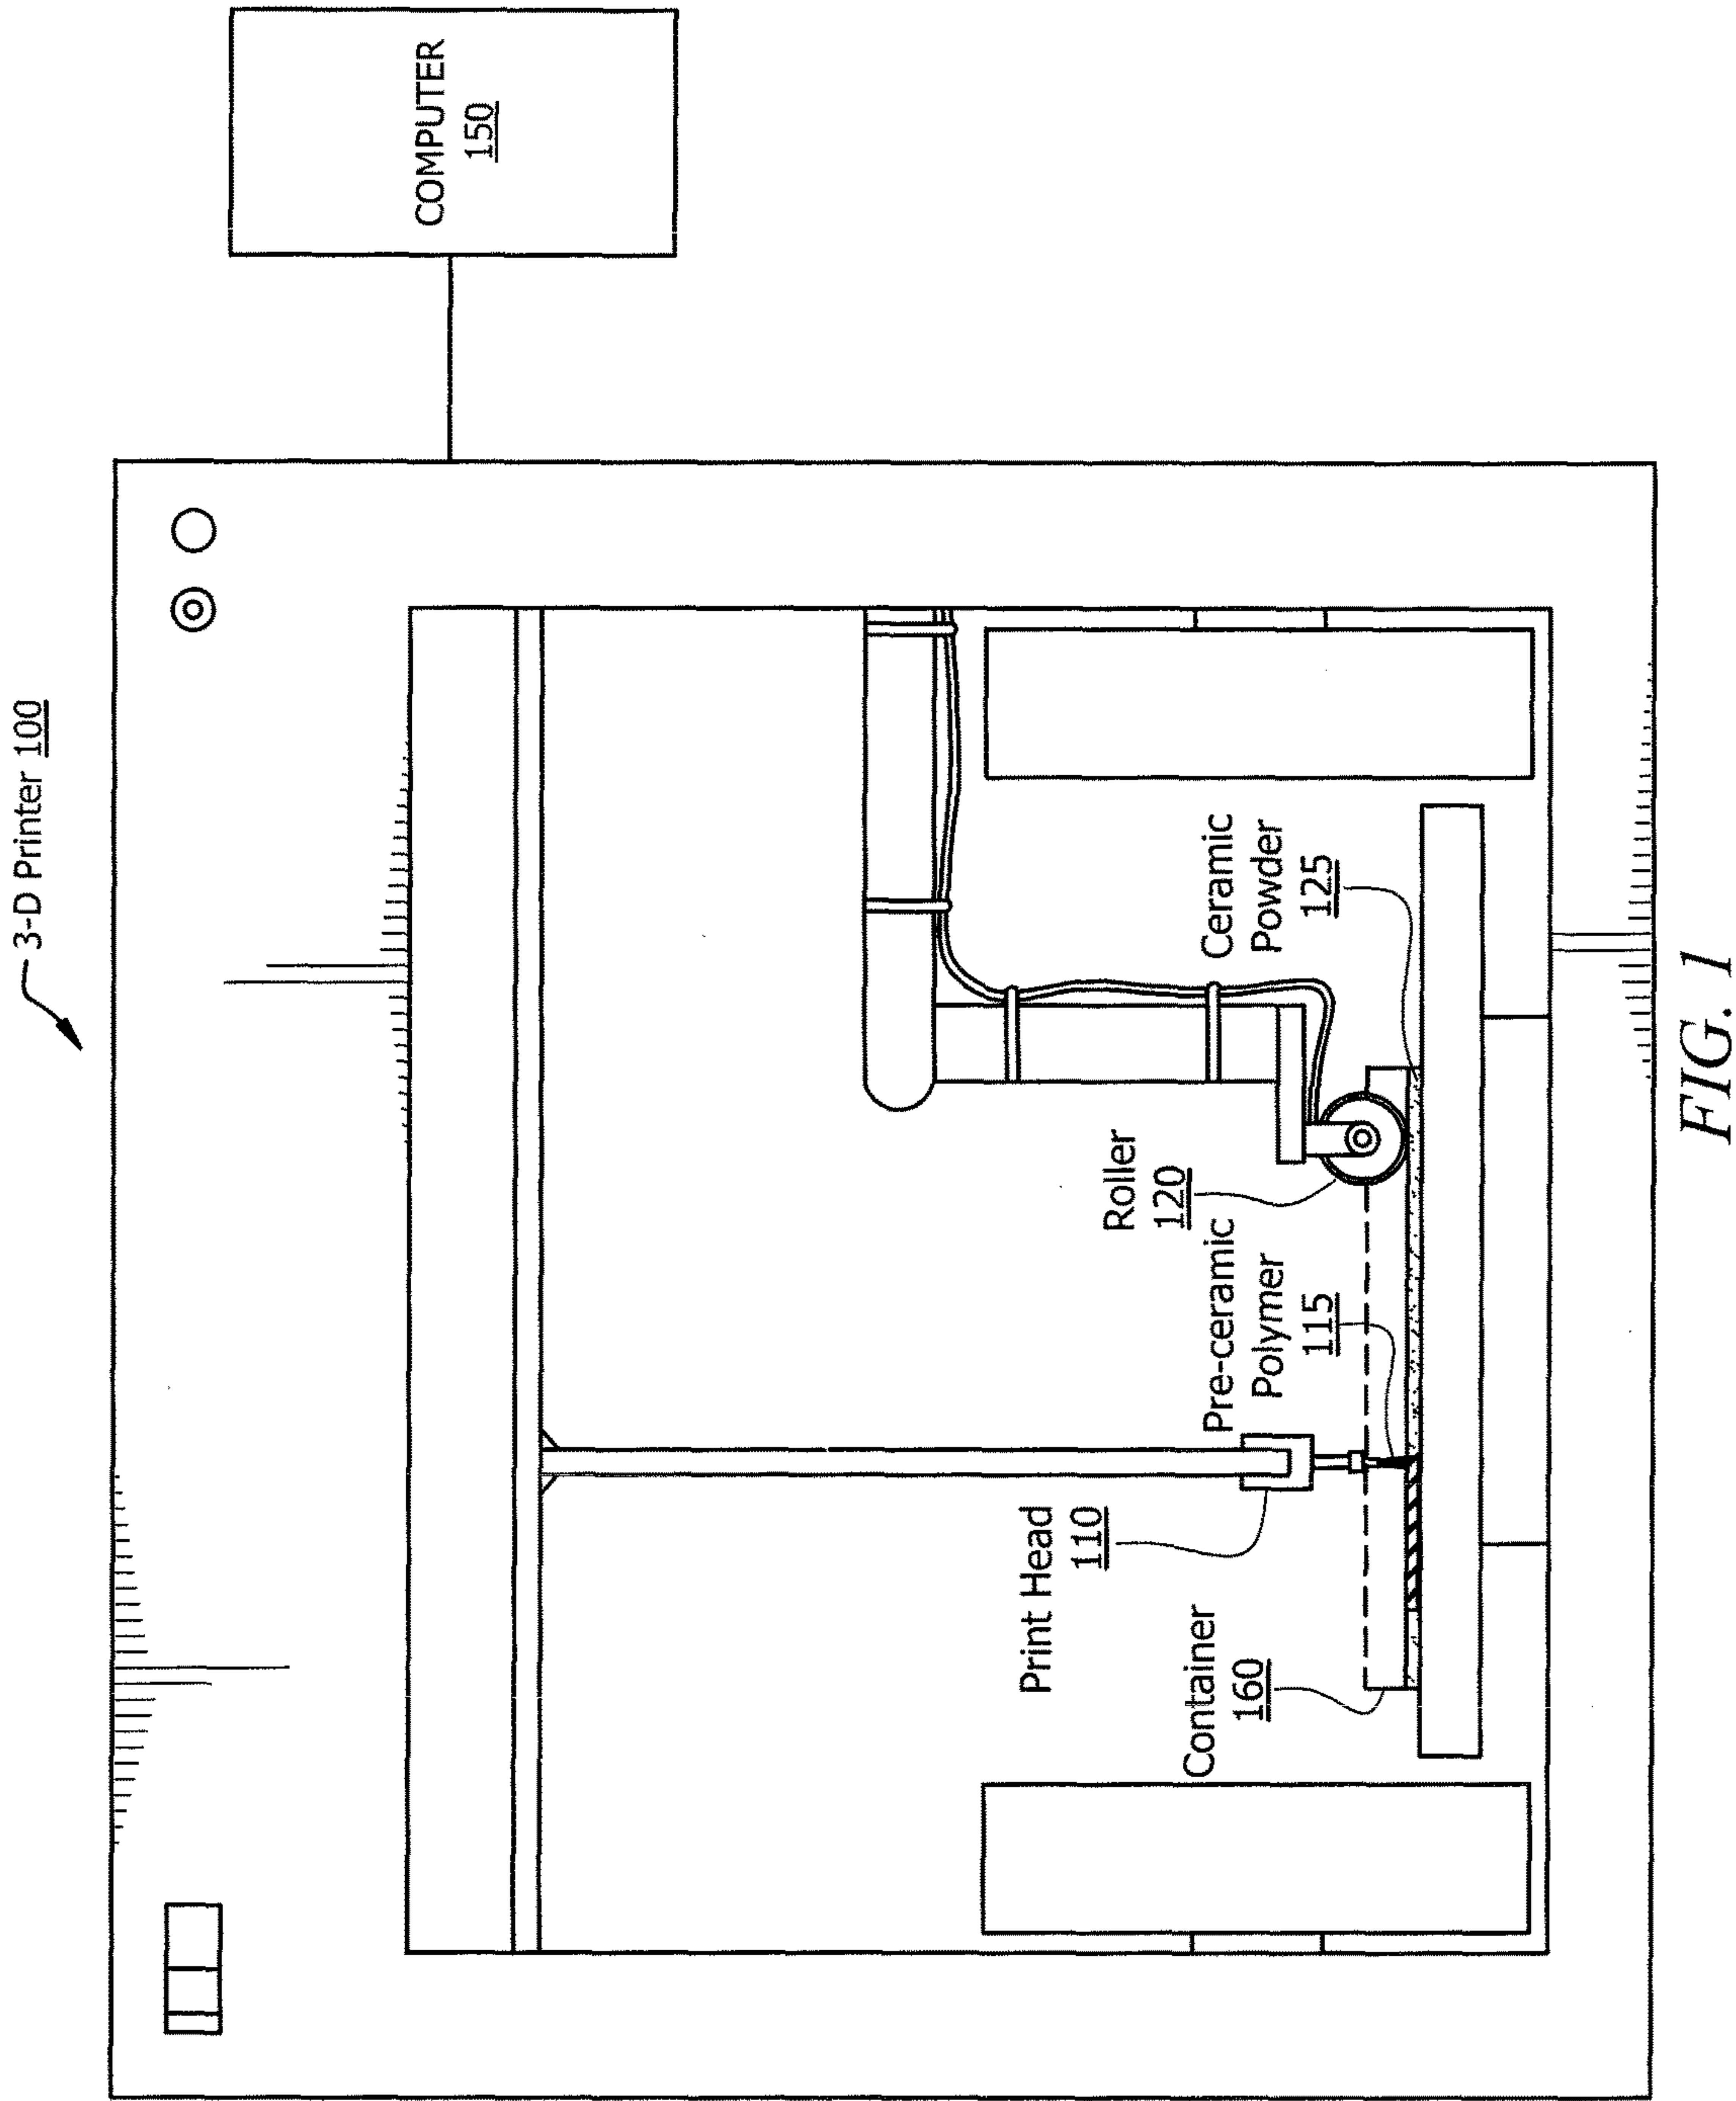 3-D Printer 100
COMPUTER
150
Print Head
110
Container
160
Pre-ceramic
Polymer
115
Roller
120
Ceramic
Powder
125
FIG. 1